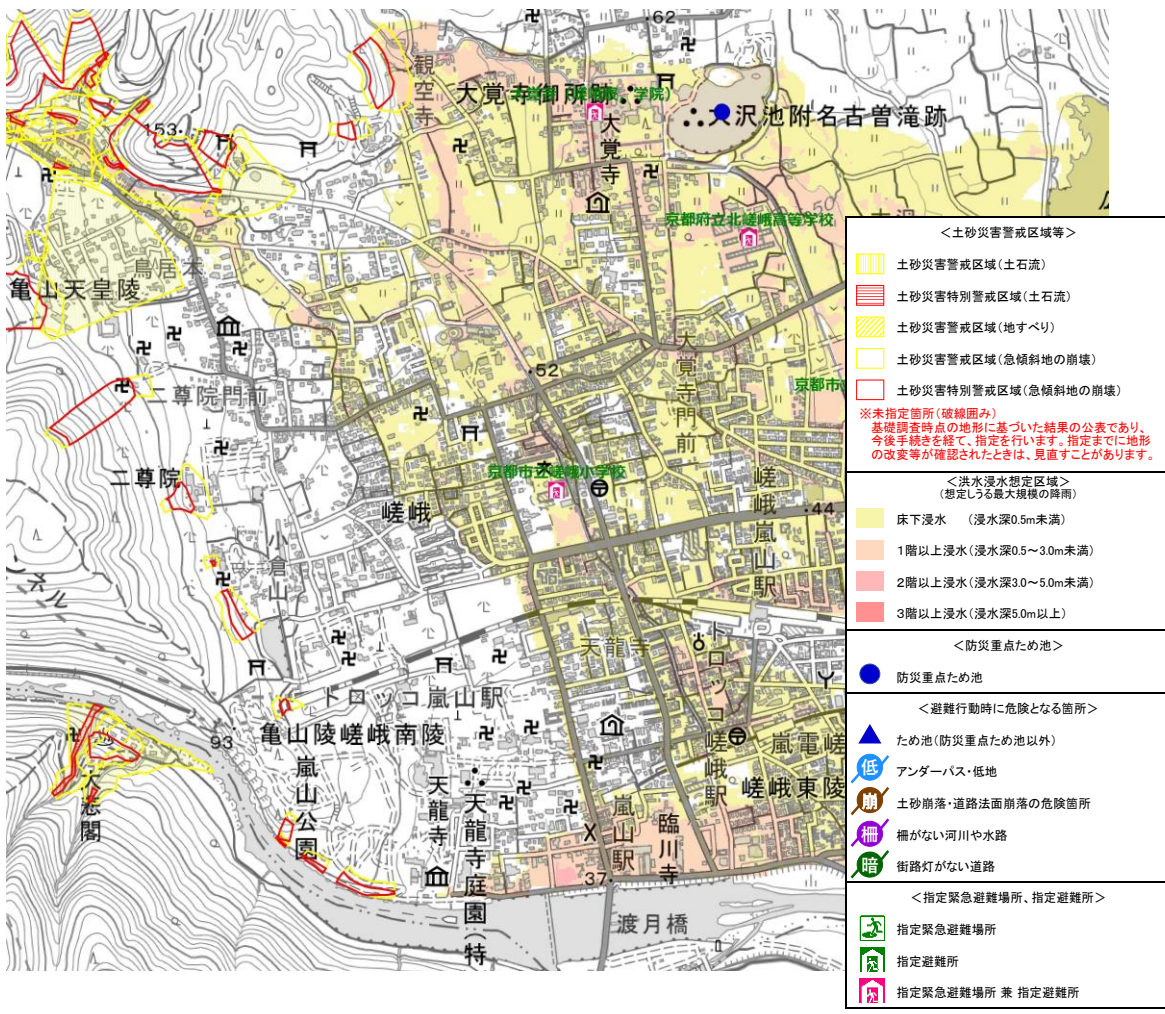 62
観空寺
大覚寺御所跡
学院)
大覚寺
大沢池附名古曽滝跡
53
50
京都府立北嵯峨高等学校
鳥居本
亀山天皇陵
52
大覚寺門前
京都市
二尊院門前
二尊院
京都市立嵯峨小学校
嵯峨
44
嵯峨嵐山駅
小倉山
天龍寺
トロッコ嵐山駅
トロッコ嵯峨駅
93
亀山陵嵯峨南陵
嵐山公園
天龍寺
天龍寺庭園(特
嵐山駅
臨川寺
嵐電嵯
嵯峨東陵
大悲閣
37
渡月橋
<土砂災害警戒区域等>
土砂災害警戒区域(土石流)
土砂災害特別警戒区域(土石流)
土砂災害警戒区域(地すべり)
土砂災害警戒区域(急傾斜地の崩壊)
土砂災害特別警戒区域(急傾斜地の崩壊)
※未指定箇所(破線囲み)
基礎調査時点の地形に基づいた結果の公表であり、
今後手続きを経て、指定を行います。指定までに地形
の改変等が確認されたときは、見直すことがあります。
<洪水浸水想定区域>
(想定しうる最大規模の降雨)
床下浸水 (浸水深0.5m未満)
1階以上浸水(浸水深0.5~3.0m未満)
2階以上浸水(浸水深3.0~5.0m未満)
3階以上浸水(浸水深5.0m以上)
<防災重点ため池>
防災重点ため池
<避難行動時に危険となる箇所>
ため池(防災重点ため池以外)
低 アンダーパス・低地
崩 土砂崩落・道路法面崩落の危険箇所
柵 柵がない河川や水路
暗 街路灯がない道路
<指定緊急避難場所、指定避難所>
指定緊急避難場所
指定避難所
指定緊急避難場所 兼 指定避難所